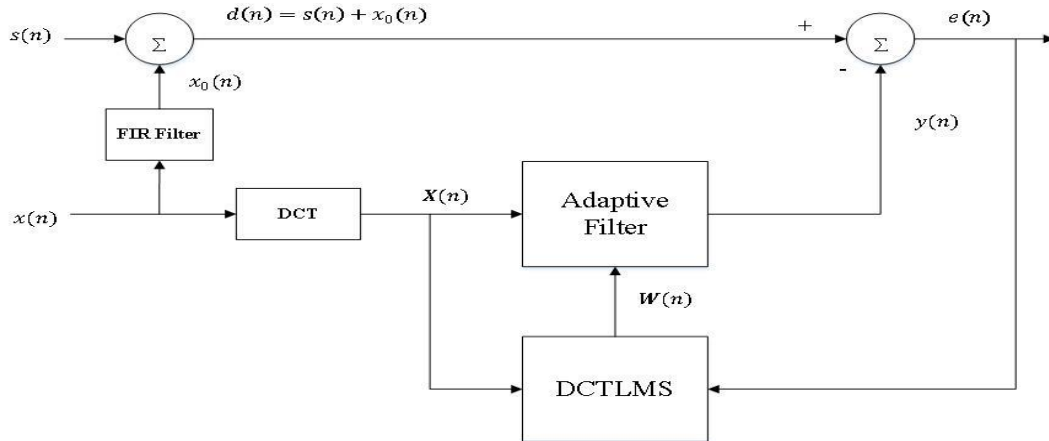 d(n) = s(n) + x₀(n)
e(n)
s(n)
Σ
+
Σ
-
x₀(n)
y(n)
FIR Filter
x(n)
DCT
X(n)
Adaptive
Filter
W(n)
DCTLMS